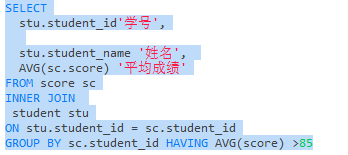 SELECT
stu.student_id'学号',
stu.student_name '姓名',
AVG(sc.score) '平均成绩'
FROM score sc
INNER JOIN
student stu
ON stu.student_id = sc.student_id
GROUP BY sc.student_id HAVING AVG(score) >85